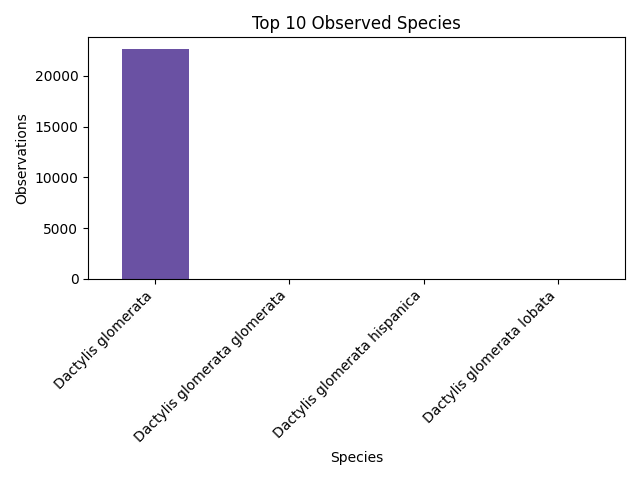 Top 10 Observed Species
Observations
20000
15000
10000
5000
0
Dactylis glomerata
Dactylis glomerata glomerata
Dactylis glomerata hispanica
Dactylis glomerata lobata
Species